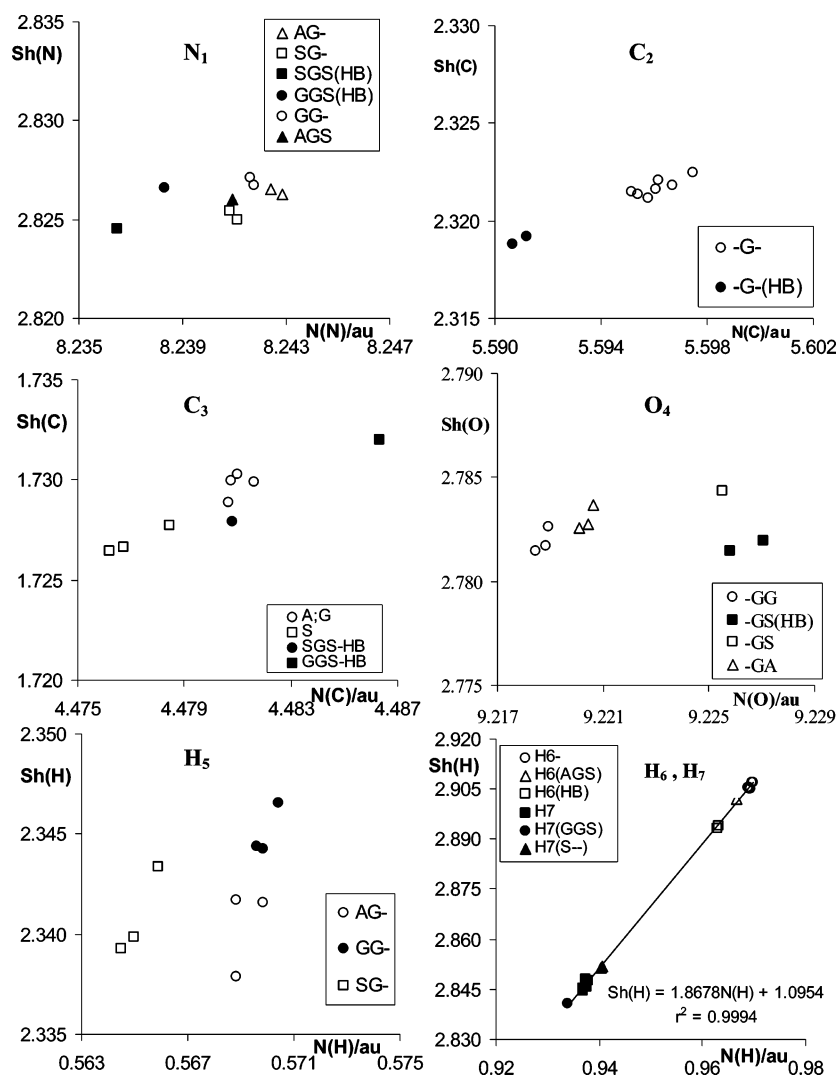 2.835
Sh(N)
N₁
AG-
SG-
SGS(HB)
GGS(HB)
GG-
AGS
2.830
2.825
2.820
8.235
8.239
8.243
8.247
N(N)/au
2.330
Sh(C)
C₂
2.325
2.320
2.315
-G-
-G-(HB)
N(C)/au
5.590
5.594
5.598
5.602
1.735
Sh(C)
C₃
1.730
1.725
1.720
A;G
S
SGS-HB
GGS-HB
N(C)/au
4.475
4.479
4.483
4.487
2.790
Sh(O)
O₄
2.785
2.780
2.775
-GG
-GS(HB)
-GS
-GA
N(O)/au
9.217
9.221
9.225
9.229
2.350
Sh(H)
H₅
2.345
2.340
2.335
AG-
GG-
SG-
0.563
0.567
0.571
0.575
N(H)/au
2.920
Sh(H)
2.905
2.890
2.875
2.860
2.845
2.830
H6-
H6(AGS)
H6(HB)
H7
H7(GGS)
H7(S--)
H₆ , H₇
Sh(H) = 1.8678N(H) + 1.0954
r² = 0.9994
0.92
0.94
0.96
0.98
N(H)/au